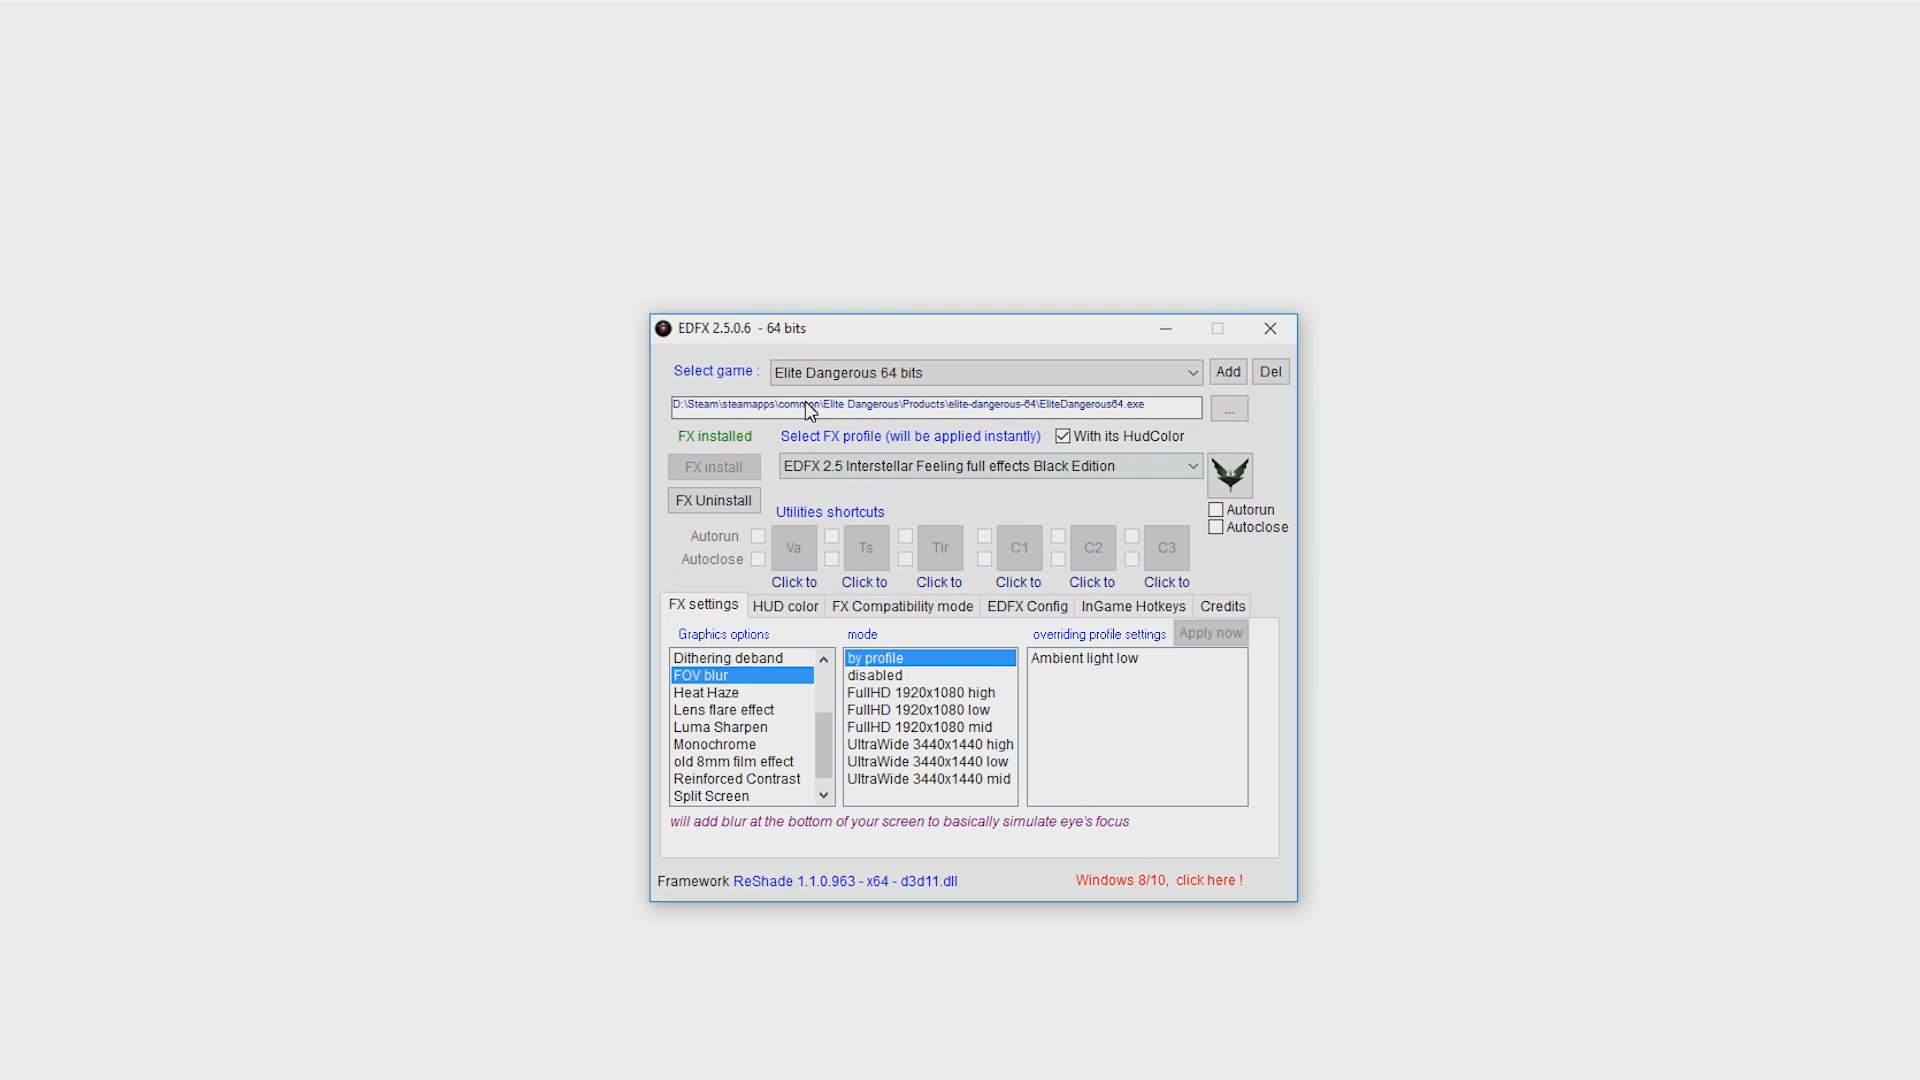 EDFX 2.5.0.6 - 64 bits
Select game : Elite Dangerous 64 bits Add Del
D:\Steam\steamapps\common\Elite Dangerous\Products\elite-dangerous-64\EliteDangerous64.exe ...
FX installed Select FX profile (will be applied instantly) With its HudColor
FX install EDFX 2.5 Interstellar Feeling full effects Black Edition
FX Uninstall
Utilities shortcuts
Autorun
Autoclose
Autorun
Autoclose
Va Ts Tir C1 C2 C3
Click to Click to Click to Click to Click to Click to
FX settings HUD color FX Compatibility mode EDFX Config InGame Hotkeys Credits
Graphics options mode overriding profile settings Apply now
Dithering deband
FOV blur
Heat Haze
Lens flare effect
Luma Sharpen
Monochrome
old 8mm film effect
Reinforced Contrast
Split Screen
by profile
disabled
FullHD 1920x1080 high
FullHD 1920x1080 low
FullHD 1920x1080 mid
UltraWide 3440x1440 high
UltraWide 3440x1440 low
UltraWide 3440x1440 mid
Ambient light low
will add blur at the bottom of your screen to basically simulate eye's focus
Framework ReShade 1.1.0.963 - x64 - d3d11.dll
Windows 8/10, click here !